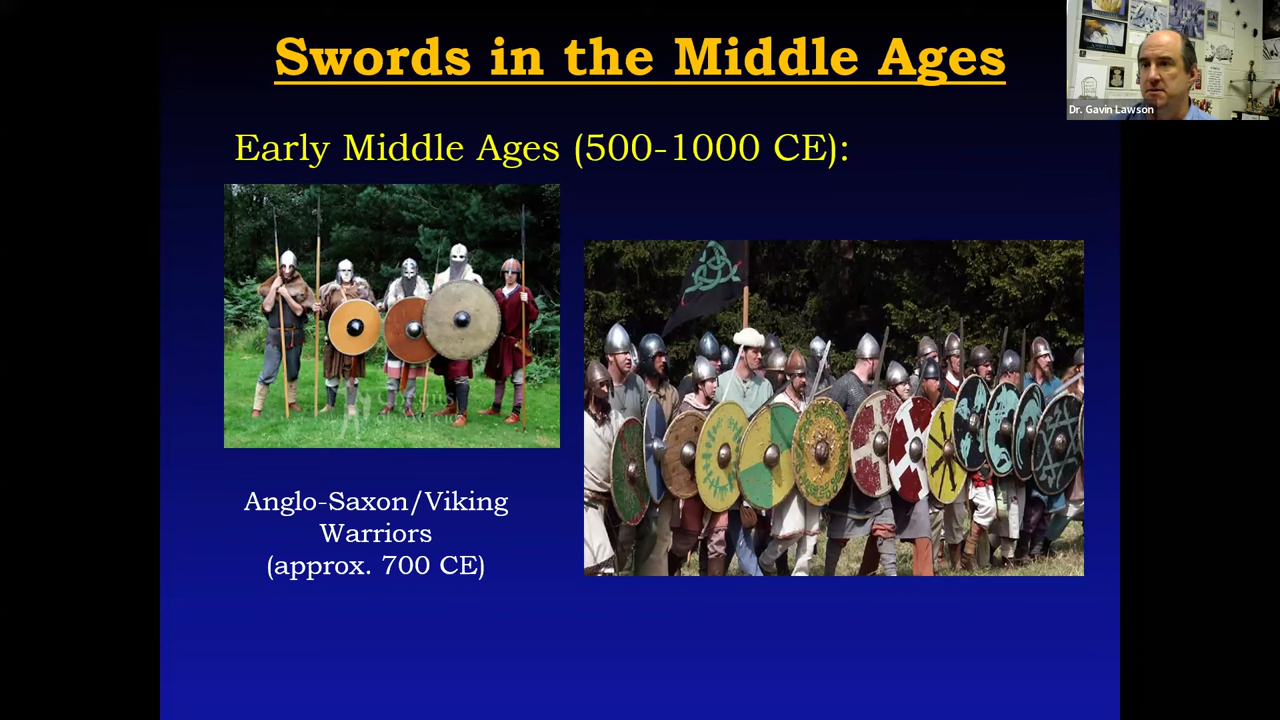 Swords in the Middle Ages
Dr. Gavin Lawson
Early Middle Ages (500-1000 CE):
Anglo-Saxon/Viking
Warriors
(approx. 700 CE)